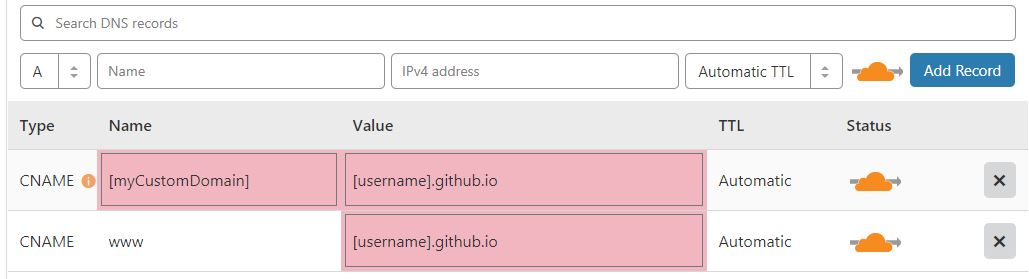 Search DNS records
A Name IPv4 address Automatic TTL Add Record
Type Name Value TTL Status
CNAME [myCustomDomain] [username].github.io Automatic
CNAME www [username].github.io Automatic